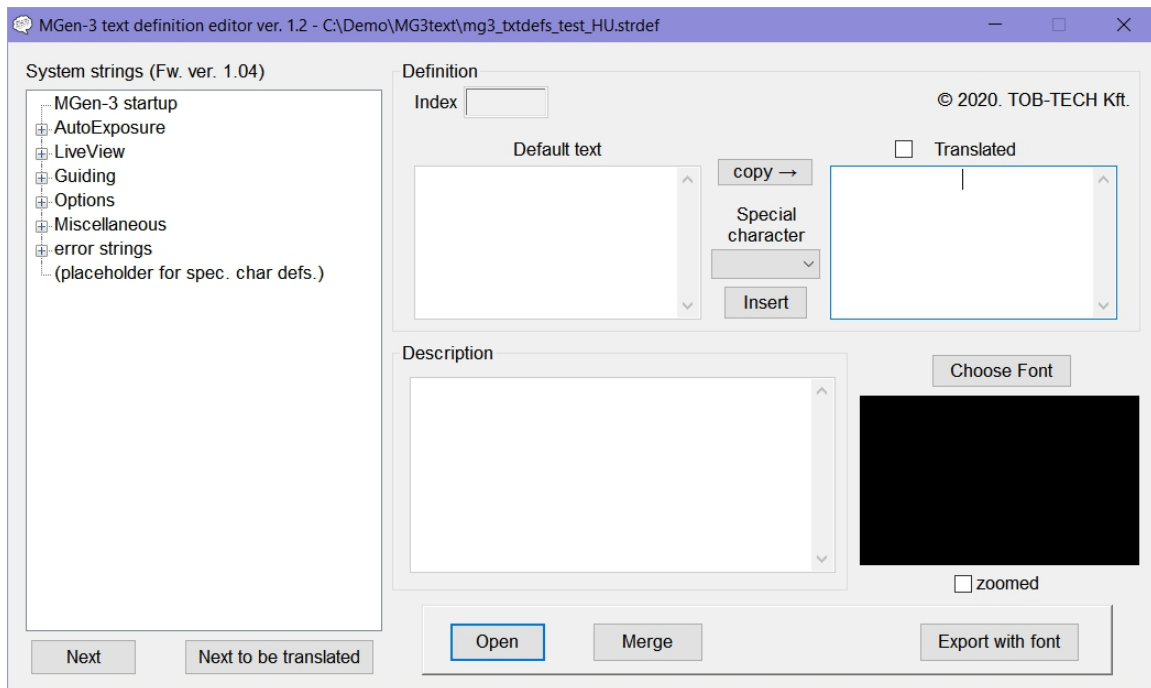 MGen-3 text definition editor ver. 1.2 - C:\Demo\MG3text\mg3_txtdefs_test_HU.strdef
System strings (Fw. ver. 1.04)
MGen-3 startup
AutoExposure
LiveView
Guiding
Options
Miscellaneous
error strings
(placeholder for spec. char defs.)
Next
Next to be translated
Definition
Index
© 2020. TOB-TECH Kft.
Default text
copy →
Special
character
Insert
Translated
Description
Choose Font
zoomed
Open
Merge
Export with font